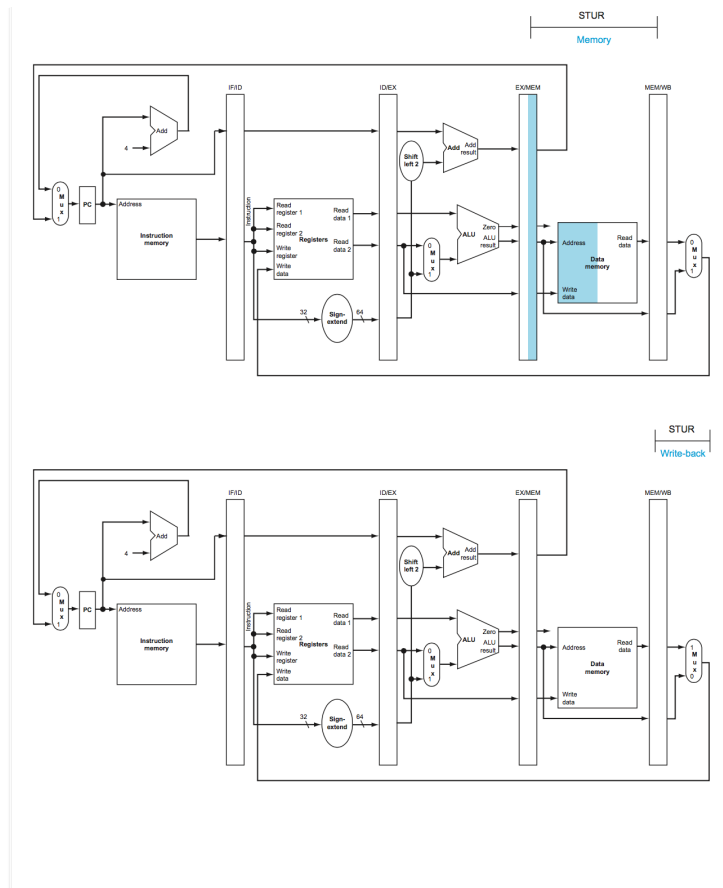 STUR
Memory
IF/ID
ID/EX
EX/MEM
MEM/WB
Add
4
Shift
left 2
Add
Add
result
0
M
u
x
1
PC
Address
Instruction
memory
Instruction
Read
register 1
Read
register 2
Write
register
Write
data
Registers
Read
data 1
Read
data 2
0
M
u
x
1
Zero
ALU
ALU
result
Address
Read
data
Data
memory
Write
data
0
M
u
x
1
32
Sign-
extend
64
STUR
Write-back
IF/ID
ID/EX
EX/MEM
MEM/WB
Add
4
Shift
left 2
Add
Add
result
0
M
u
x
1
PC
Address
Instruction
memory
Instruction
Read
register 1
Read
register 2
Write
register
Write
data
Registers
Read
data 1
Read
data 2
0
M
u
x
1
Zero
ALU
ALU
result
Address
Read
data
Data
memory
Write
data
1
M
u
x
0
32
Sign-
extend
64